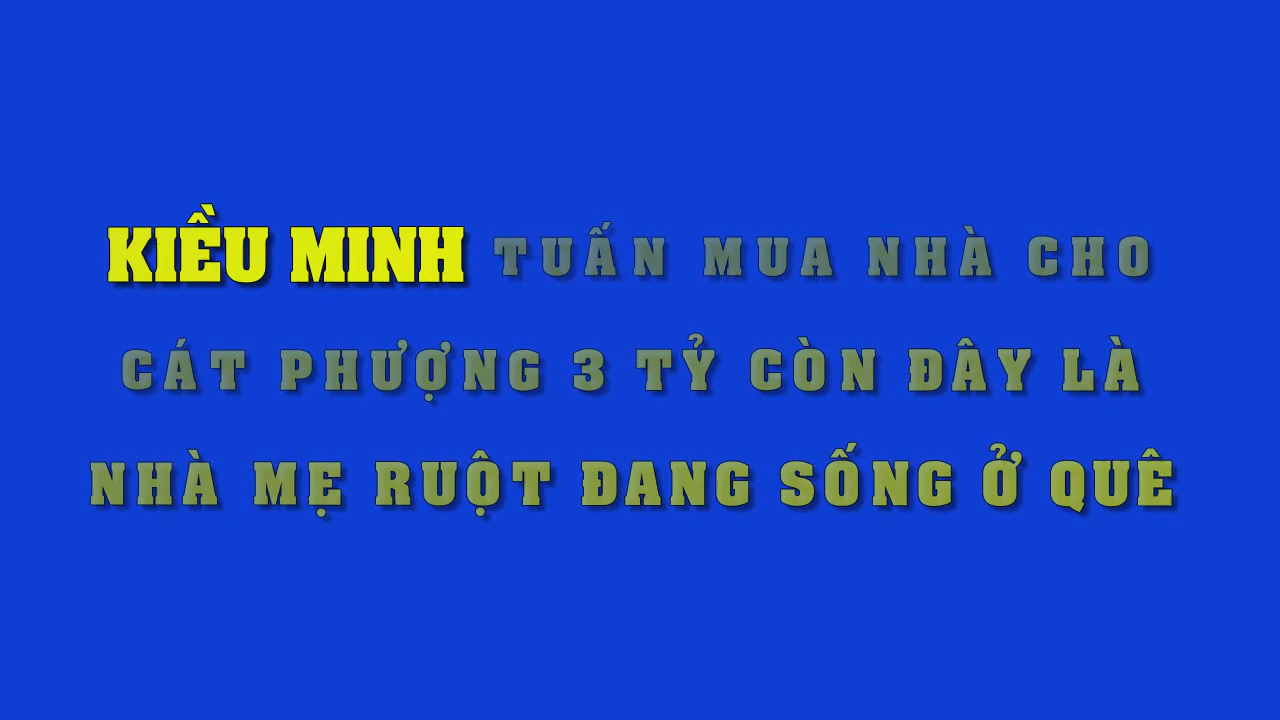 KIỀU MINH TUẤN MUA NHÀ CHO
CÁT PHƯỢNG 3 TỶ CÒN ĐÂY LÀ
NHÀ MẸ RUỘT ĐANG SỐNG Ở QUÊ